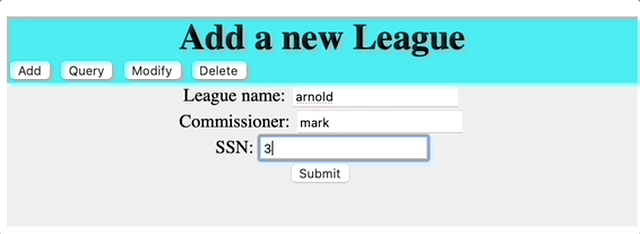 Add a new League
Add Query Modify Delete
League name: arnold
Commissioner: mark
SSN: 3
Submit